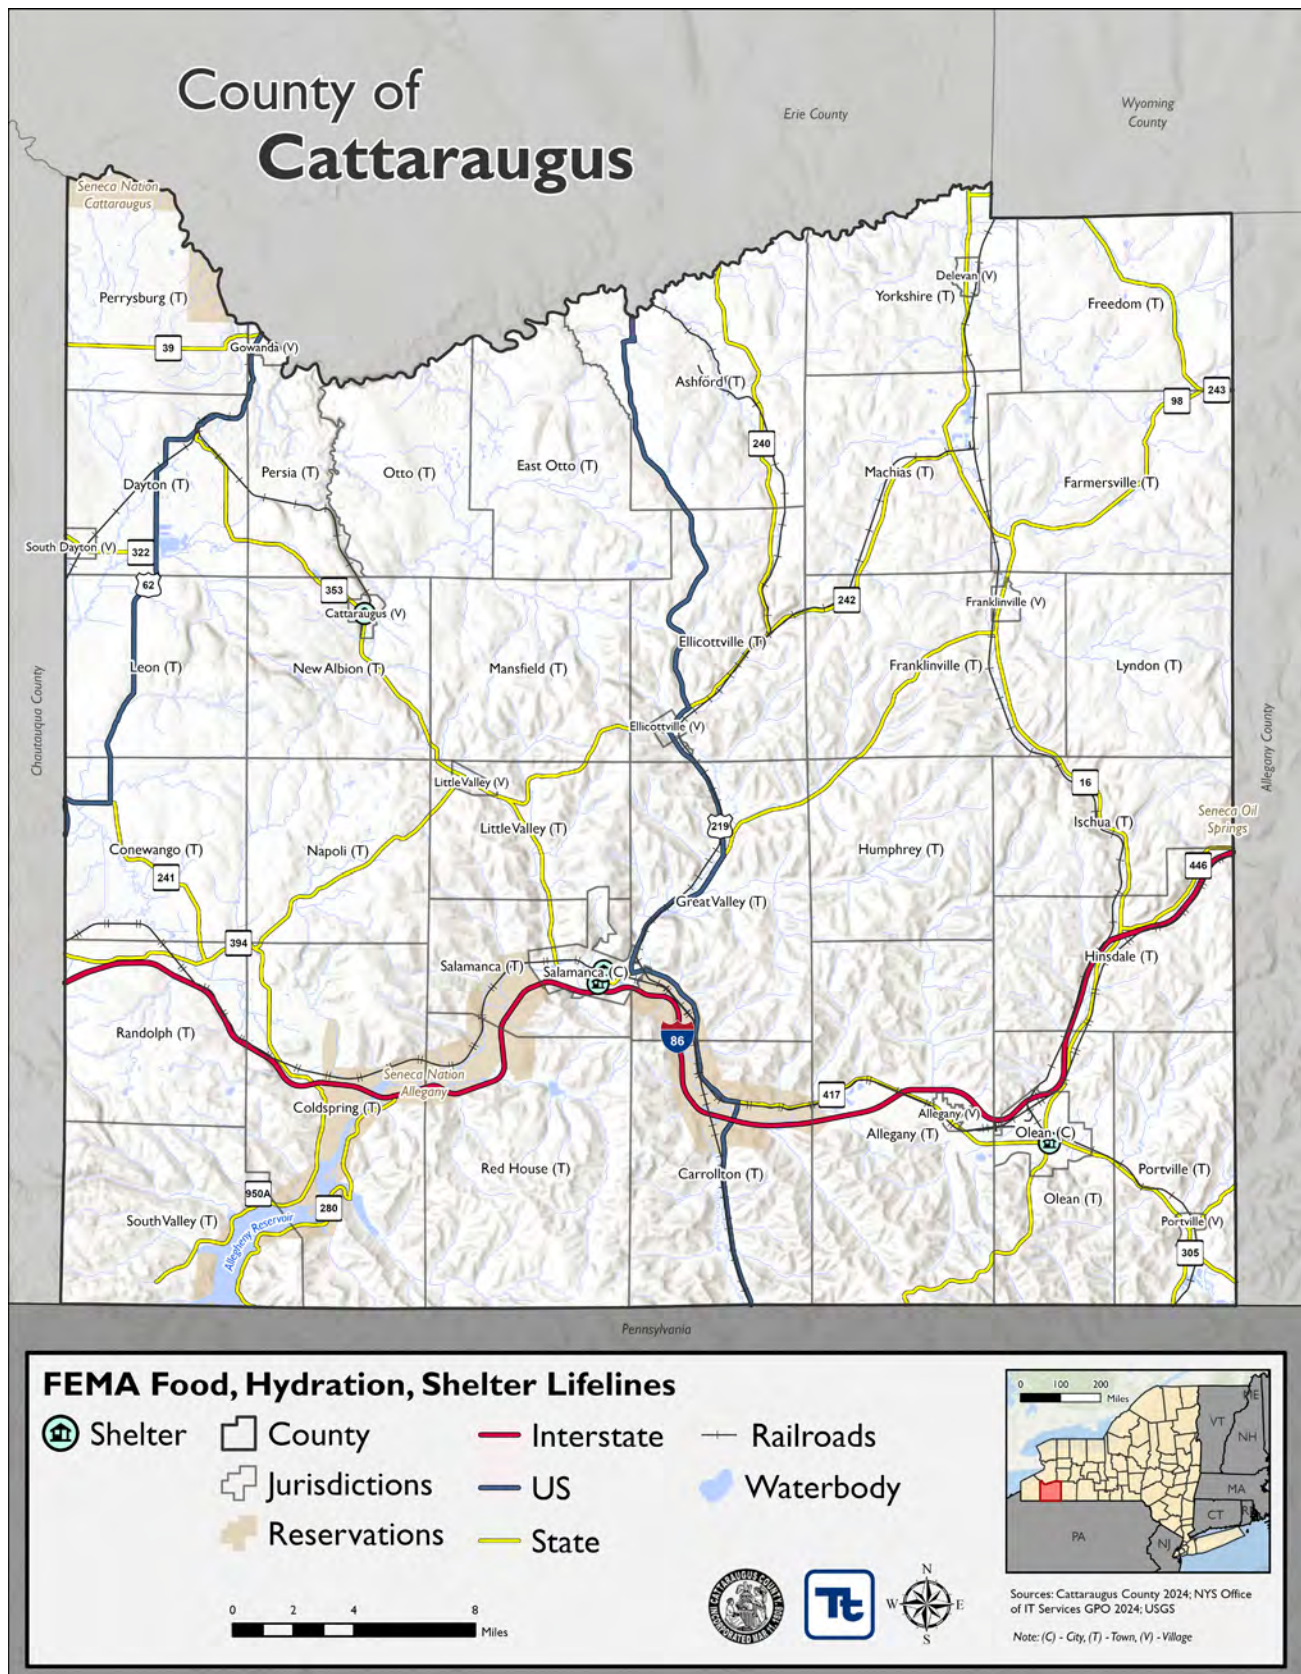 County of
Cattaraugus
Erie County
Wyoming
County
Seneca Nation
Cattaraugus
Perrysburg (T)
Delevan (V)
Yorkshire (T)
Freedom (T)
39
Gowanda (V)
Ashford (T)
243
98
240
Persia (T)
Otto (T)
East Otto (T)
Machias (T)
Farmersville (T)
Dayton (T)
South Dayton (V)
322
62
353
Cattaraugus (V)
242
Franklinville (V)
Ellicottville (T)
Leon (T)
New Albion (T)
Mansfield (T)
Franklinville (T)
Lyndon (T)
Chautauqua County
Allegany County
Ellicottville (V)
Little Valley (V)
16
Seneca Oil
Springs
Little Valley (T)
219
Ischua (T)
Conewango (T)
Napoli (T)
Humphrey (T)
446
241
Great Valley (T)
394
Hinsdale (T)
Salamanca (T)
Salamanca (C)
Randolph (T)
86
Seneca Nation
Allegany
417
Coldspring (T)
Allegany (V)
Allegany (T)
Olean (C)
Red House (T)
Carrollton (T)
Portville (T)
950A
280
Olean (T)
South Valley (T)
Allegheny Reservoir
Portville (V)
305
Pennsylvania
FEMA Food, Hydration, Shelter Lifelines
Shelter
County
Interstate
Railroads
Jurisdictions
US
Waterbody
Reservations
State
0 2 4 8
Miles
CATTARAUGUS COUNTY
Tt
N
W E
S
0 100 200
Miles
ME
VT
NH
MA
CT
RI
PA
NJ
Sources: Cattaraugus County 2024; NYS Office
of IT Services GPO 2024; USGS
Note: (C) - City, (T) - Town, (V) - Village